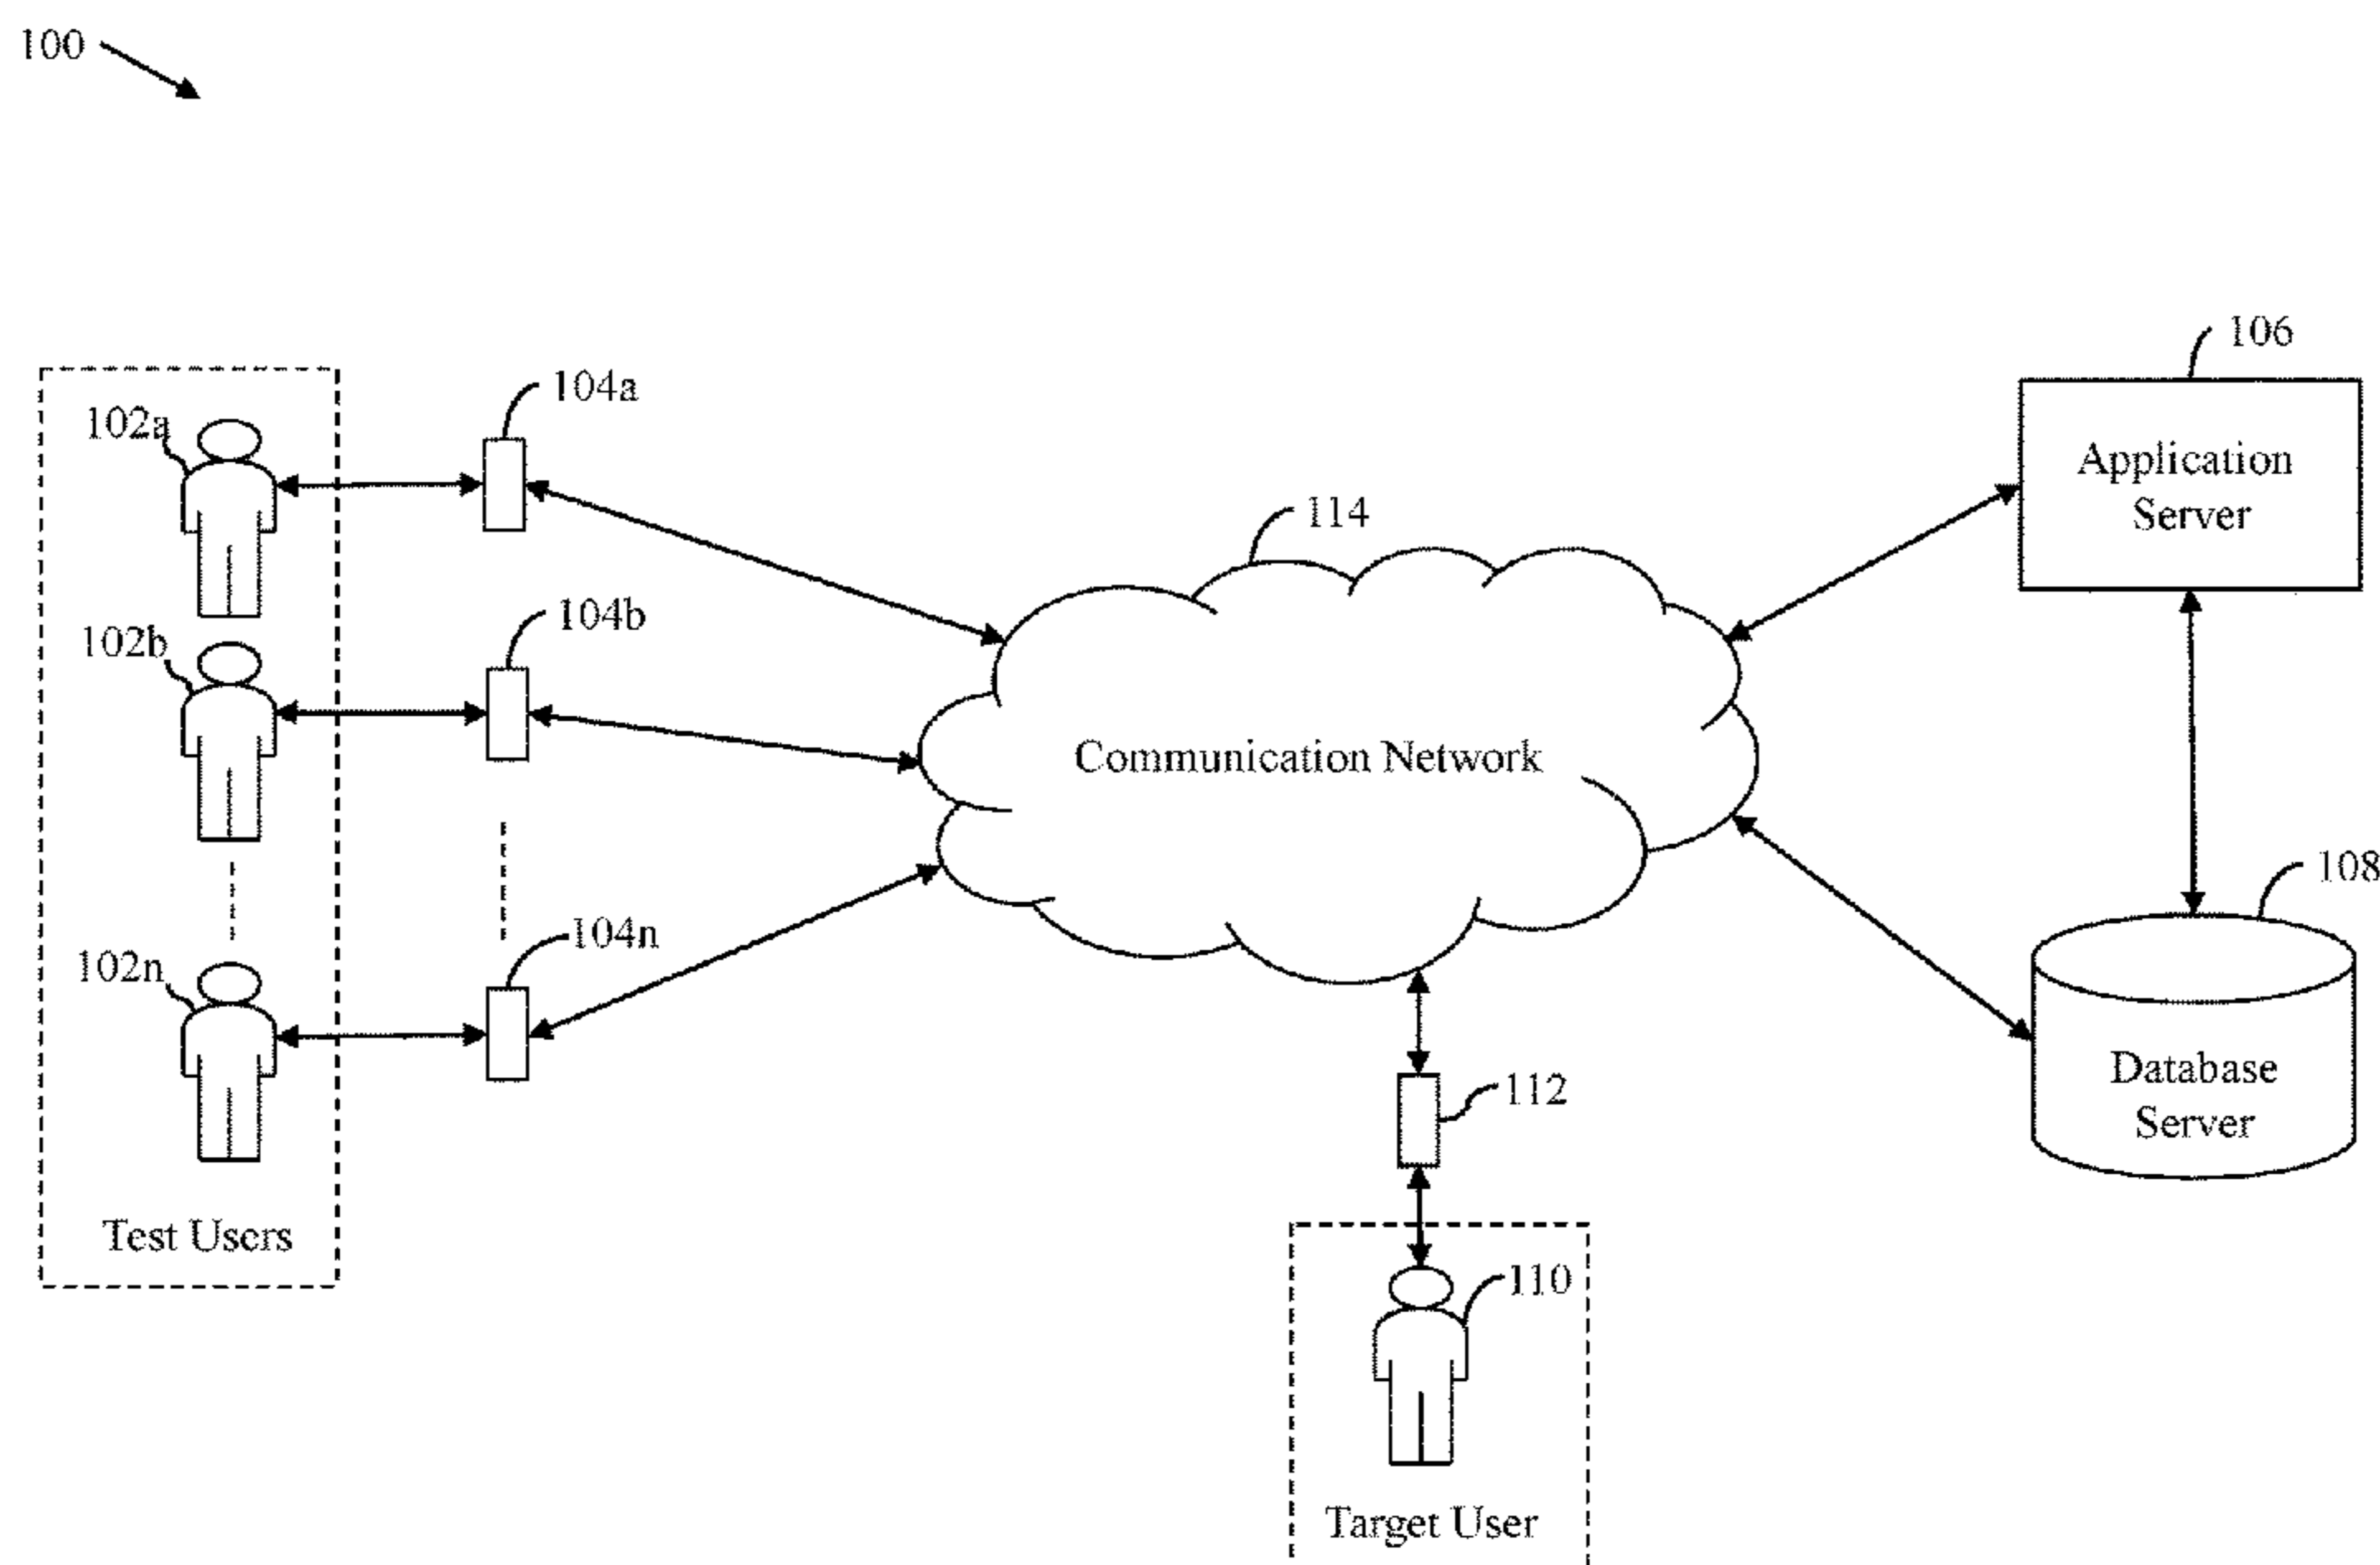 100
106
104a
102a
Application
Server
114
104b
102b
Communication Network
108
104n
102n
Database
Server
112
Test Users
110
Target User